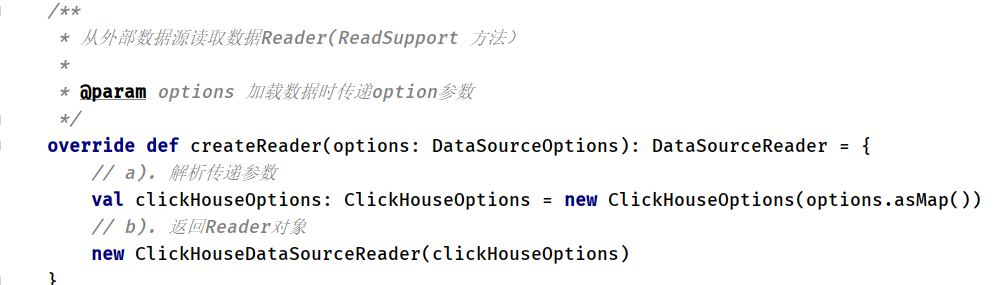 /**
 * 从外部数据源读取数据Reader(ReadSupport 方法）
 *
 * @param options 加载数据时传递option参数
 */
override def createReader(options: DataSourceOptions): DataSourceReader = {
    // a). 解析传递参数
    val clickHouseOptions: ClickHouseOptions = new ClickHouseOptions(options.asMap())
    // b). 返回Reader对象
    new ClickHouseDataSourceReader(clickHouseOptions)
}